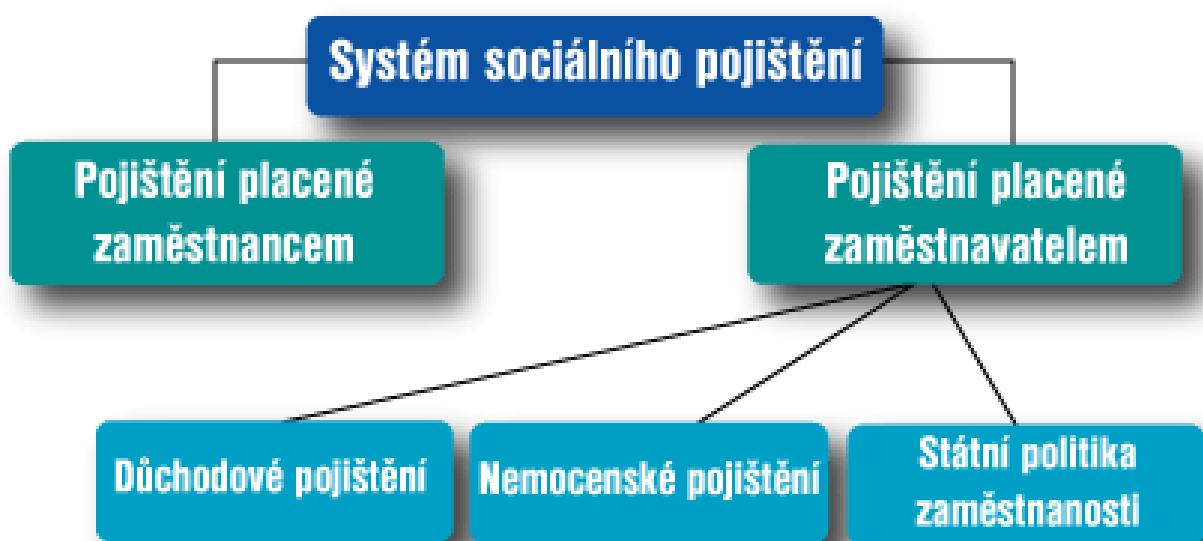 Systém sociálního pojištění
Pojištění placené
zaměstnancem
Pojištění placené
zaměstnavatelem
Důchodové pojištění
Nemocenské pojištění
Státní politika
zaměstnanosti